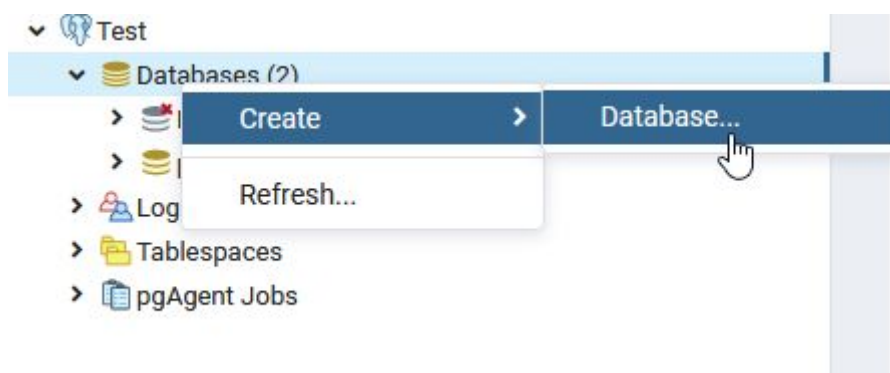 Test
Databases (2)
Create
Database...
Refresh...
Log
Tablespaces
pgAgent Jobs